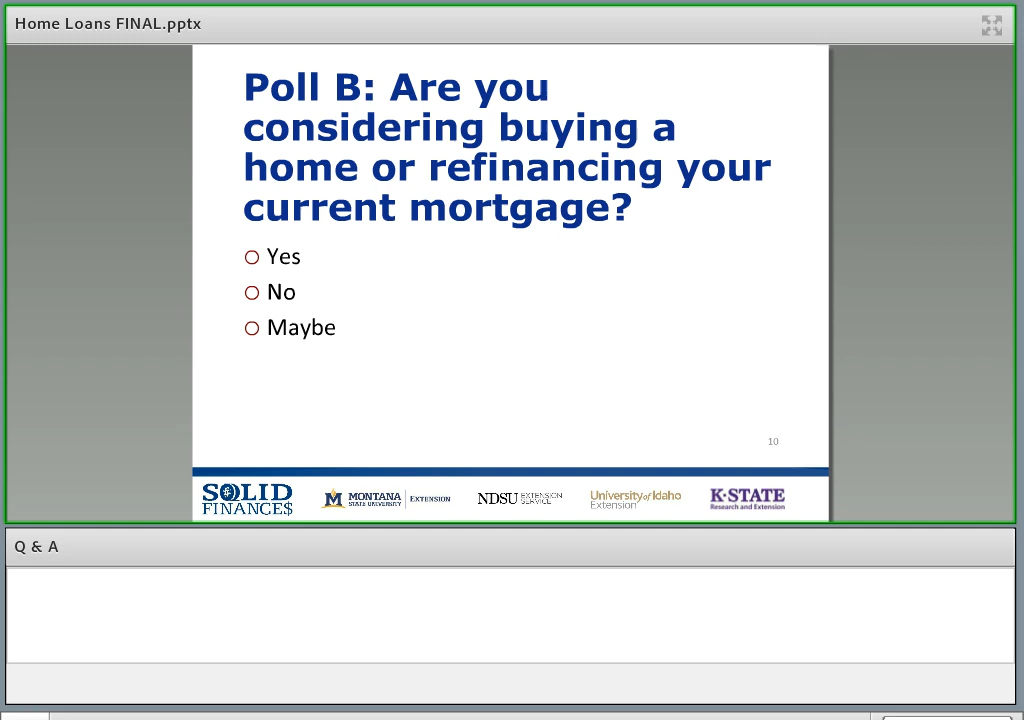 Home Loans FINAL.pptx
Poll B: Are you
considering buying a
home or refinancing your
current mortgage?
Yes
No
Maybe
10
SOLID
FINANCE$
M MONTANA
STATE UNIVERSITY
EXTENSION
NDSU EXTENSION
SERVICE
University of Idaho
Extension
K-STATE
Research and Extension
Q & A